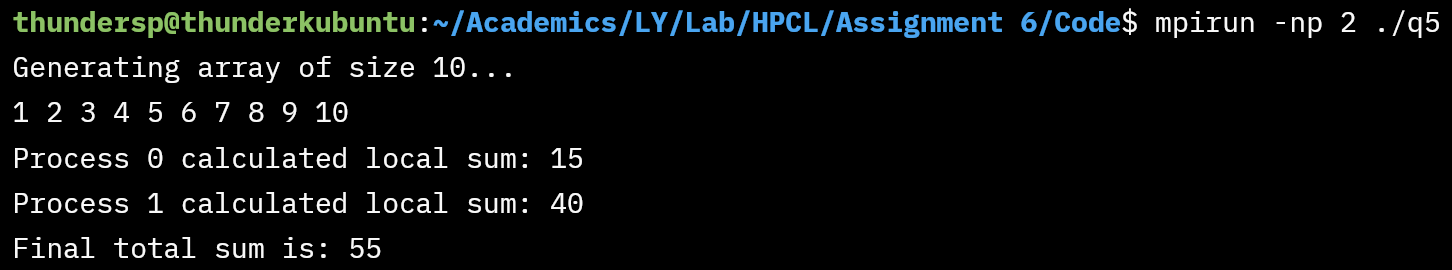 thundersp@thunderkubuntu:~/Academics/LY/Lab/HPCL/Assignment 6/Code$ mpirun -np 2 ./q5
Generating array of size 10...
1 2 3 4 5 6 7 8 9 10
Process 0 calculated local sum: 15
Process 1 calculated local sum: 40
Final total sum is: 55